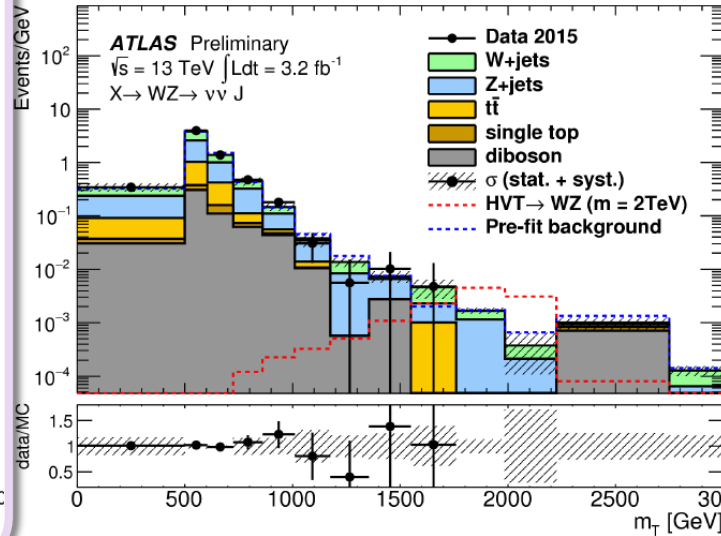 Events/GeV
10²
10
1
10⁻¹
10⁻²
10⁻³
10⁻⁴
ATLAS Preliminary
√s = 13 TeV ∫Ldt = 3.2 fb⁻¹
X→ WZ→ νν J
Data 2015
W+jets
Z+jets
tt̄
single top
diboson
σ (stat. + syst.)
HVT→ WZ (m = 2TeV)
Pre-fit background
data/MC
1.5
1
0.5
0 500 1000 1500 2000 2500
m_T [GeV]